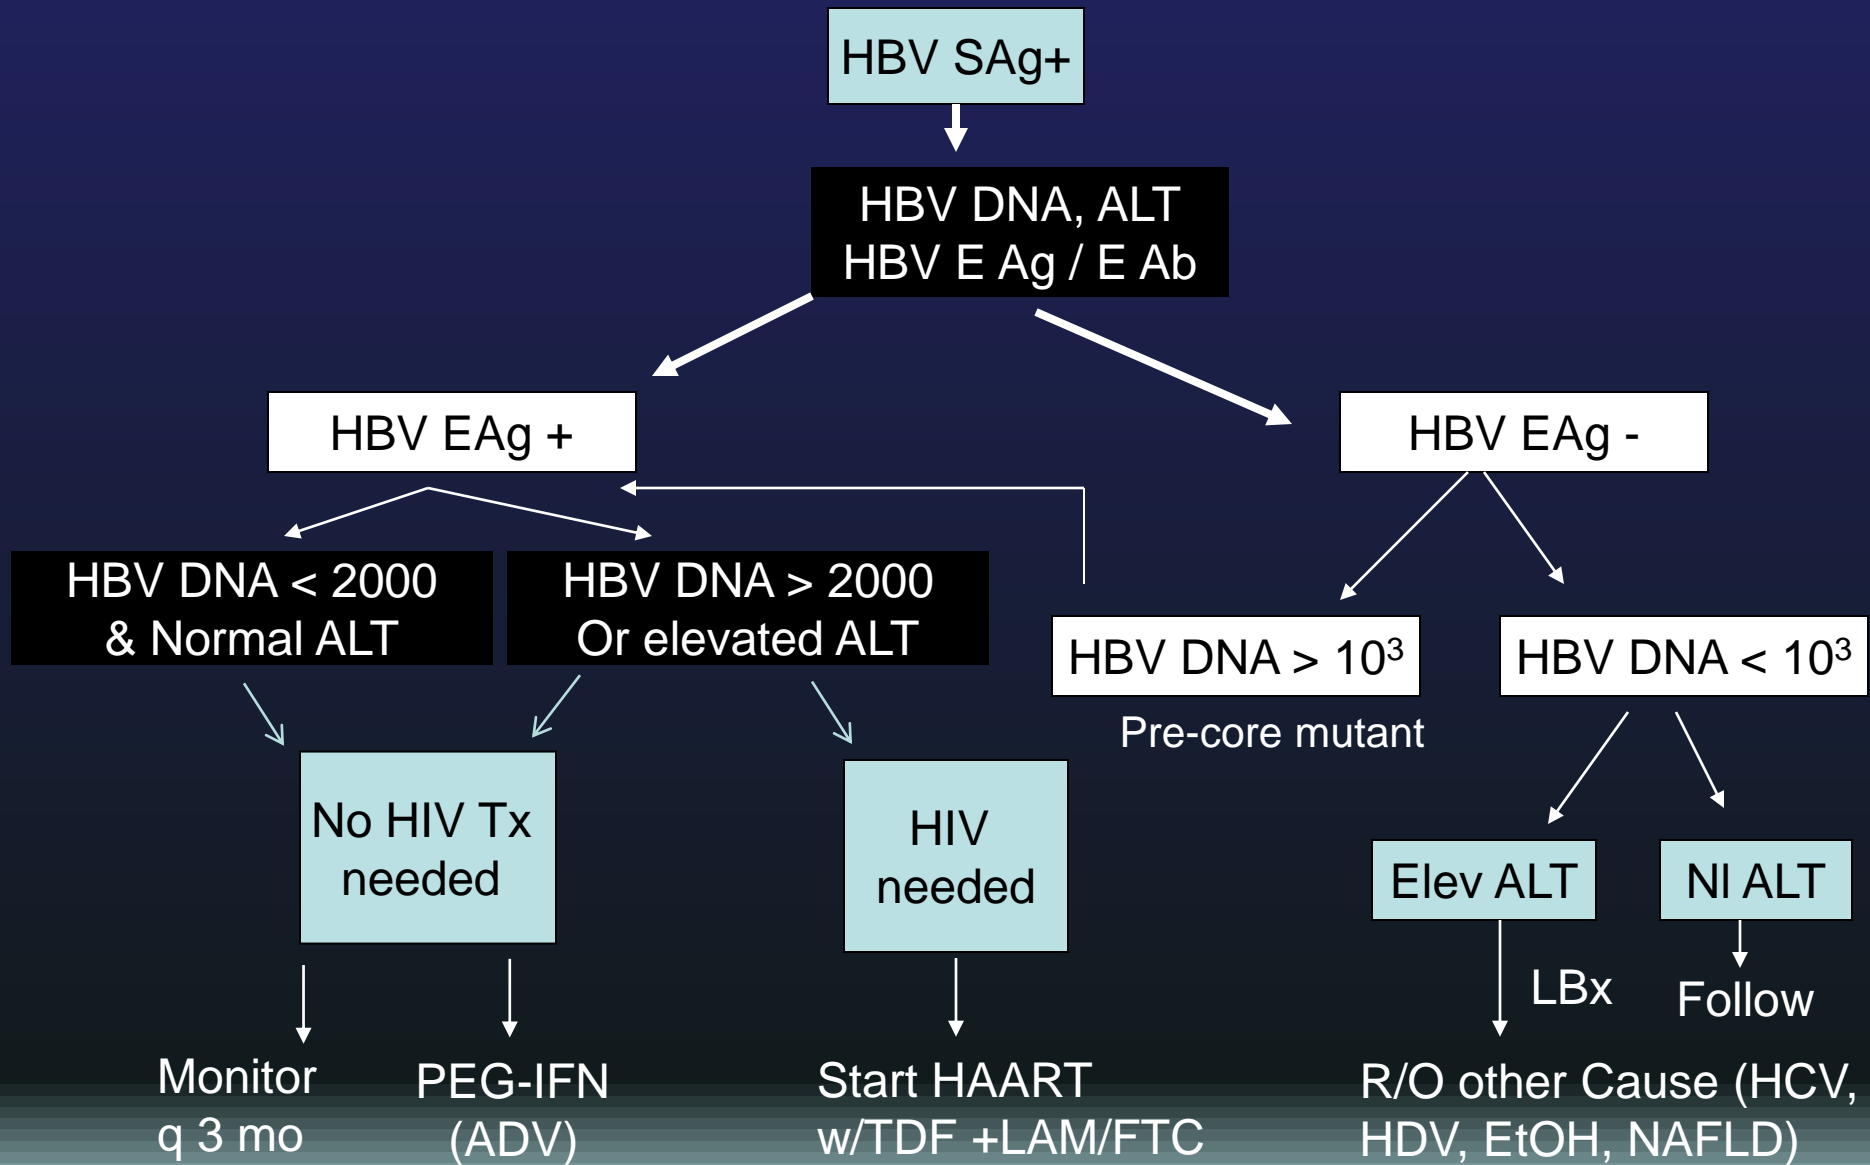 HBV SAg+
HBV DNA, ALT
HBV E Ag / E Ab
HBV EAg +
HBV EAg -
HBV DNA < 2000
& Normal ALT
HBV DNA > 2000
Or elevated ALT
HBV DNA > 10³
HBV DNA < 10³
Pre-core mutant
No HIV Tx
needed
HIV
needed
Elev ALT
Nl ALT
LBx
Follow
Monitor
q 3 mo
PEG-IFN
(ADV)
Start HAART
w/TDF +LAM/FTC
R/O other Cause (HCV,
HDV, EtOH, NAFLD)